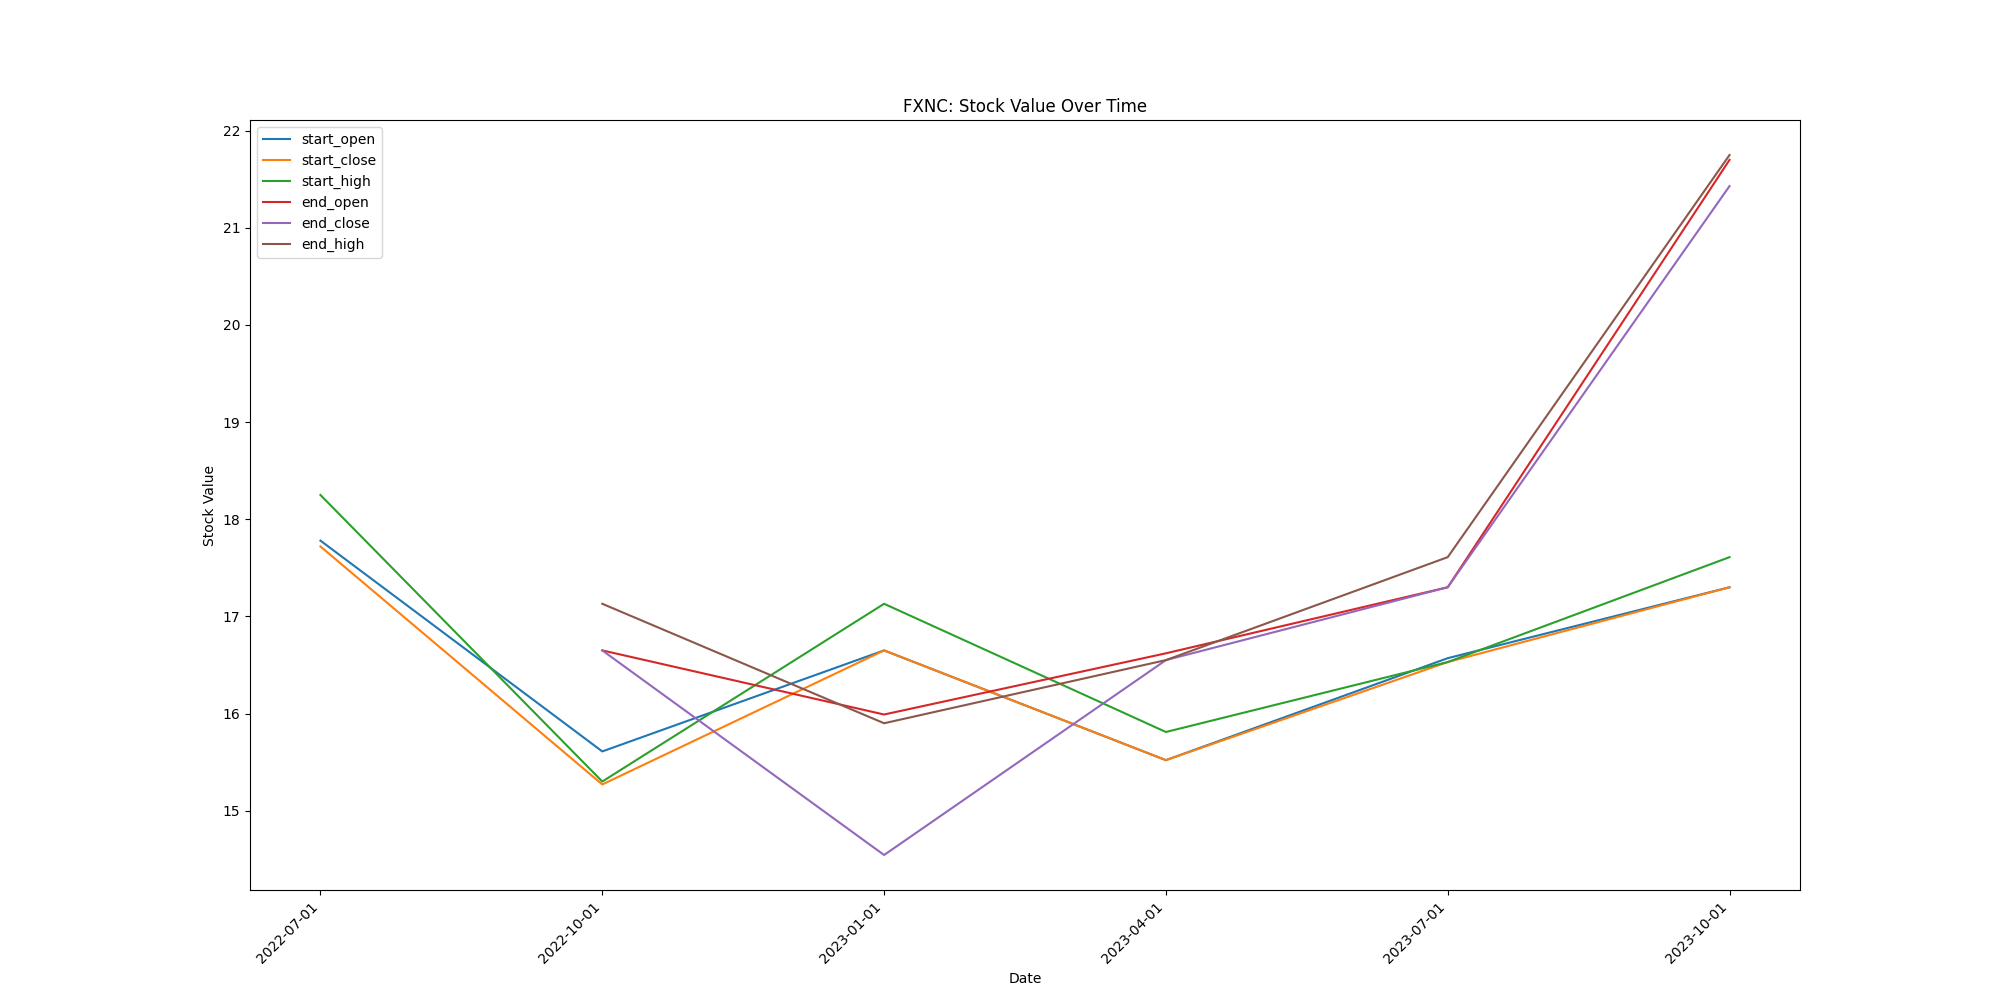 FXNC: Stock Value Over Time
start_open
start_close
start_high
end_open
end_close
end_high
22
21
20
19
18
17
16
15
Stock Value
2022-07-01
2022-10-01
2023-01-01
2023-04-01
2023-07-01
2023-10-01
Date